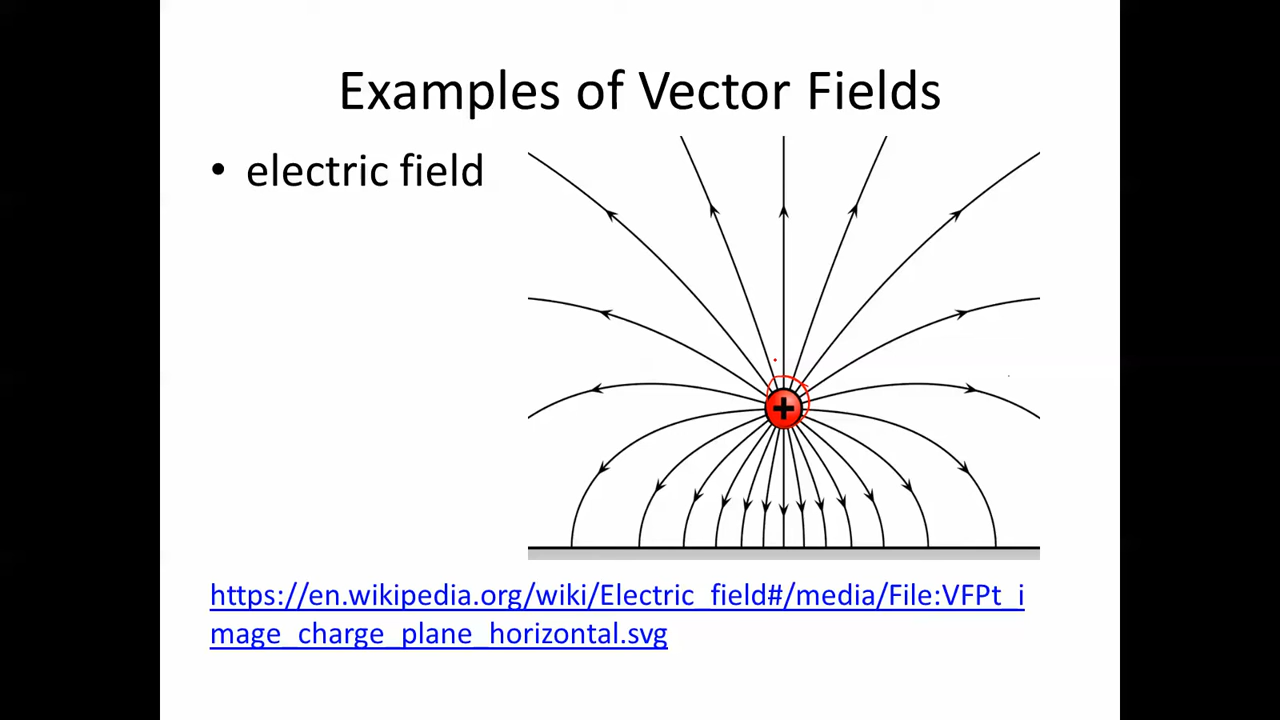 Examples of Vector Fields
• electric field
+
https://en.wikipedia.org/wiki/Electric_field#/media/File:VFPt_i
mage_charge_plane_horizontal.svg